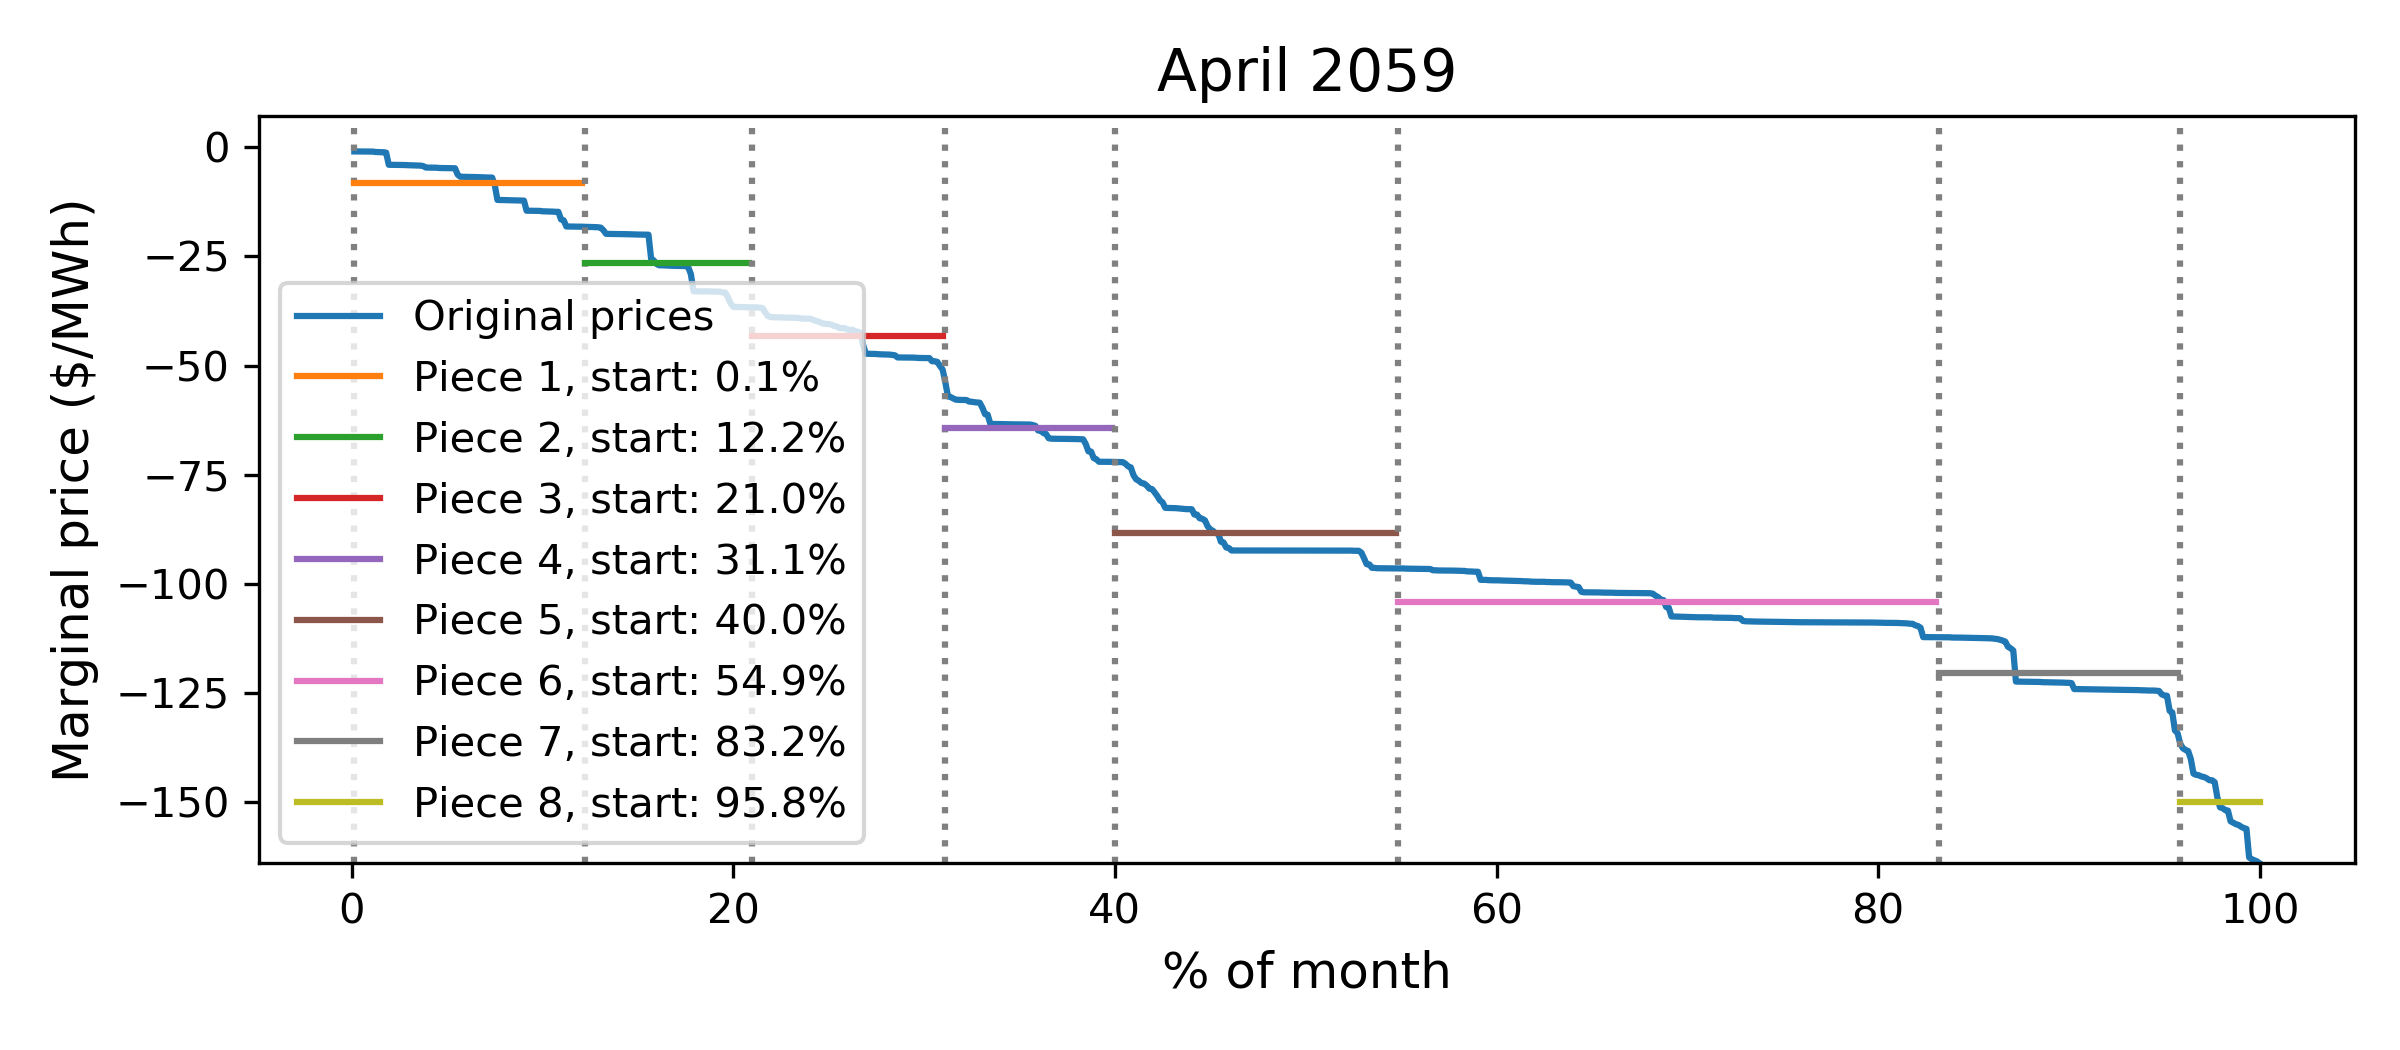 April 2059
Marginal price ($/MWh)
0
−25
−50
−75
−100
−125
−150
Original prices
Piece 1, start: 0.1%
Piece 2, start: 12.2%
Piece 3, start: 21.0%
Piece 4, start: 31.1%
Piece 5, start: 40.0%
Piece 6, start: 54.9%
Piece 7, start: 83.2%
Piece 8, start: 95.8%
0 20 40 60 80 100
% of month